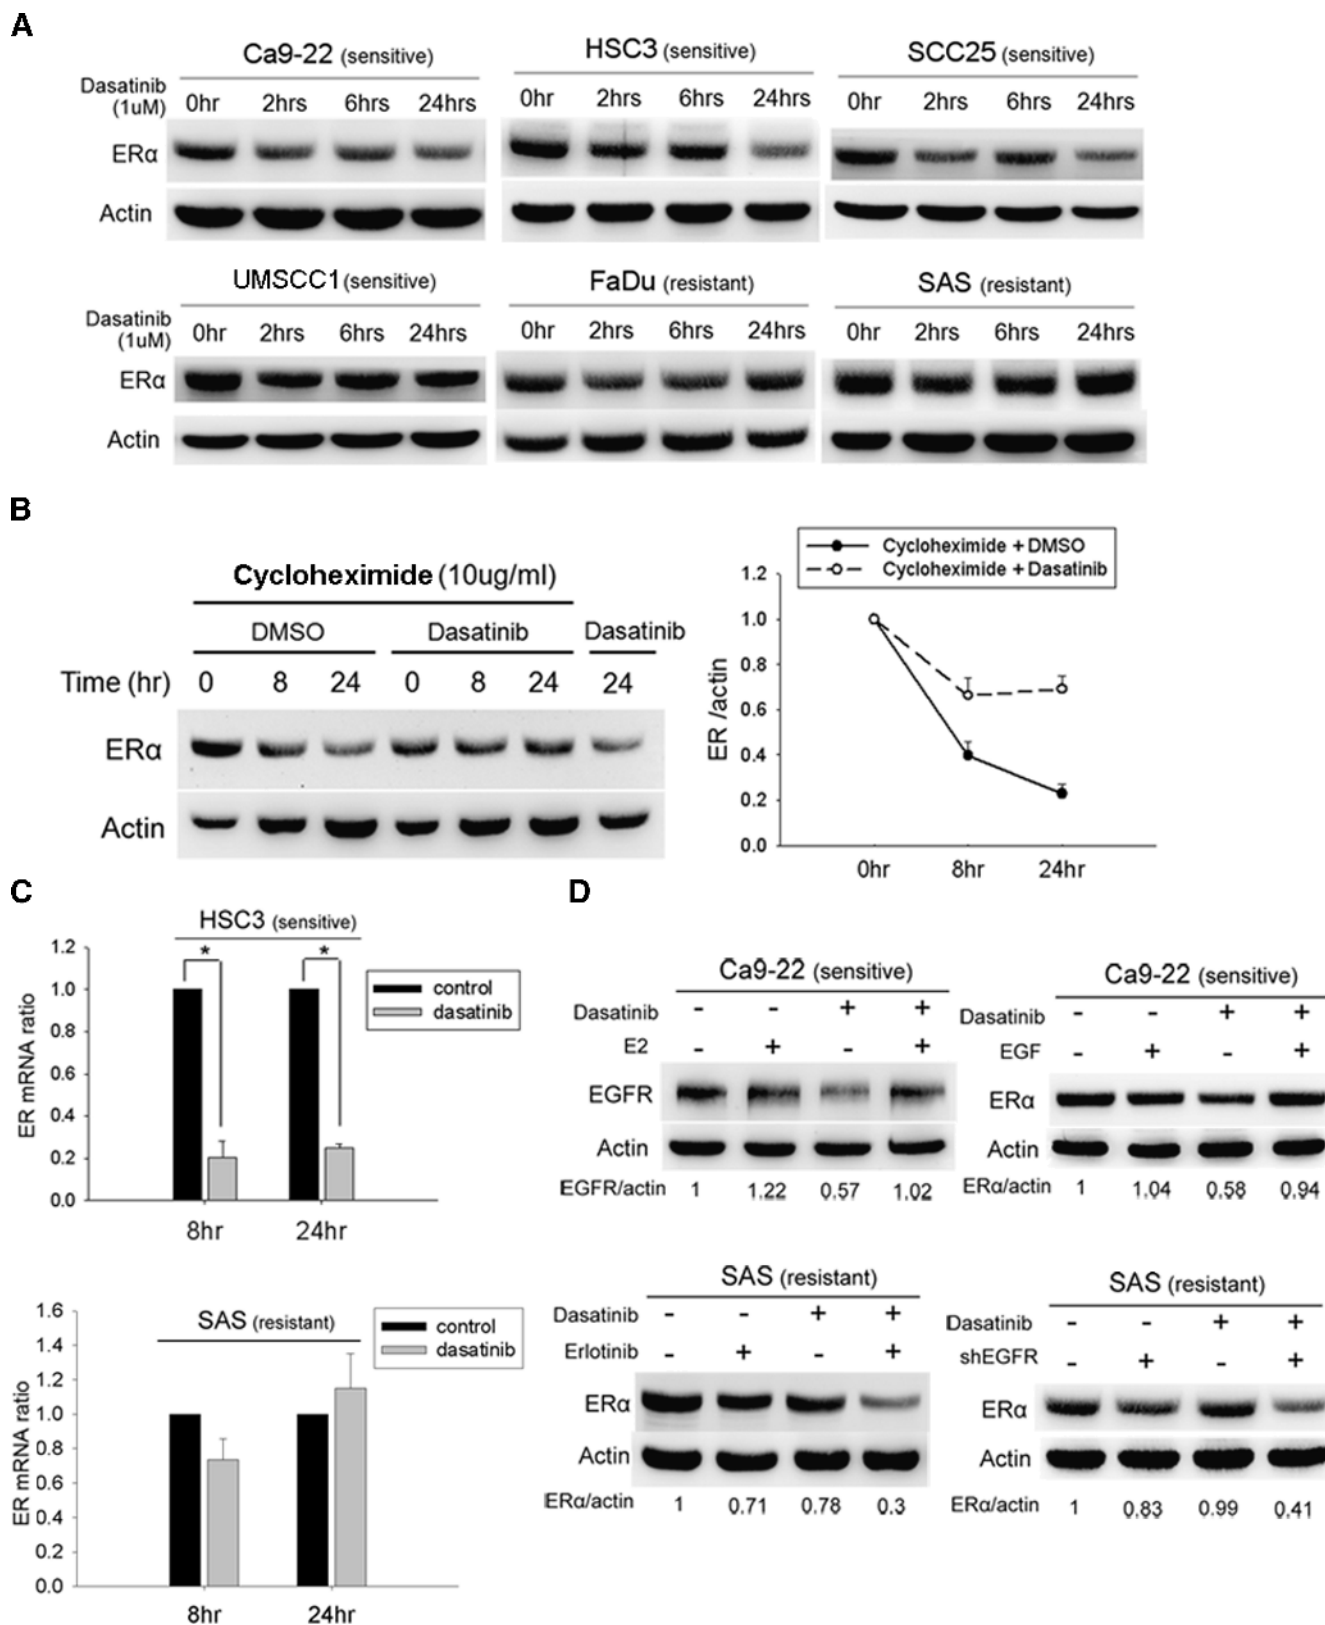 A
Ca9-22 (sensitive)
HSC3 (sensitive)
SCC25 (sensitive)
Dasatinib
(1uM)
0hr 2hrs 6hrs 24hrs
0hr 2hrs 6hrs 24hrs
0hr 2hrs 6hrs 24hrs
ERα
Actin
UMSCC1 (sensitive)
FaDu (resistant)
SAS (resistant)
Dasatinib
(1uM)
0hr 2hrs 6hrs 24hrs
0hr 2hrs 6hrs 24hrs
0hr 2hrs 6hrs 24hrs
ERα
Actin
B
Cycloheximide (10ug/ml)
DMSO Dasatinib Dasatinib
Time (hr) 0 8 24 0 8 24 24
ERα
Actin
Cycloheximide + DMSO
Cycloheximide + Dasatinib
ER /actin
1.2
1.0
0.8
0.6
0.4
0.2
0.0
0hr 8hr 24hr
C
HSC3 (sensitive)
* *
control
dasatinib
ER mRNA ratio
1.2
1.0
0.8
0.6
0.4
0.2
0.0
8hr 24hr
SAS (resistant)
control
dasatinib
ER mRNA ratio
1.6
1.4
1.2
1.0
0.8
0.6
0.4
0.2
0.0
8hr 24hr
D
Ca9-22 (sensitive)
Dasatinib - - + +
E2 - + - +
EGFR
Actin
EGFR/actin 1 1.22 0.57 1.02
Ca9-22 (sensitive)
Dasatinib - - + +
EGF - + - +
ERα
Actin
ERα/actin 1 1.04 0.58 0.94
SAS (resistant)
Dasatinib - - + +
Erlotinib - + - +
ERα
Actin
ERα/actin 1 0.71 0.78 0.3
SAS (resistant)
Dasatinib - - + +
shEGFR - + - +
ERα
Actin
ERα/actin 1 0.83 0.99 0.41